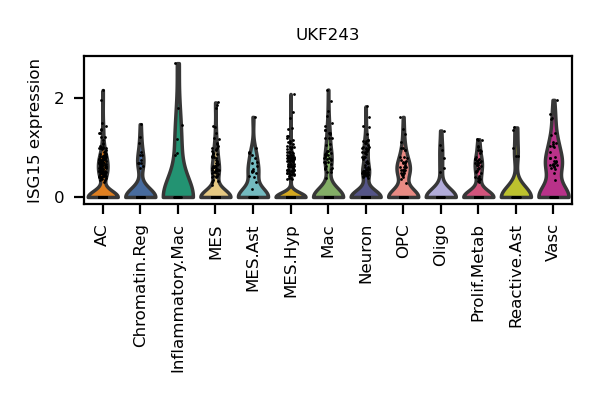 UKF243
ISG15 expression
2
0
AC
Chromatin.Reg
Inflammatory.Mac
MES
MES.Ast
MES.Hyp
Mac
Neuron
OPC
Oligo
Prolif.Metab
Reactive.Ast
Vasc